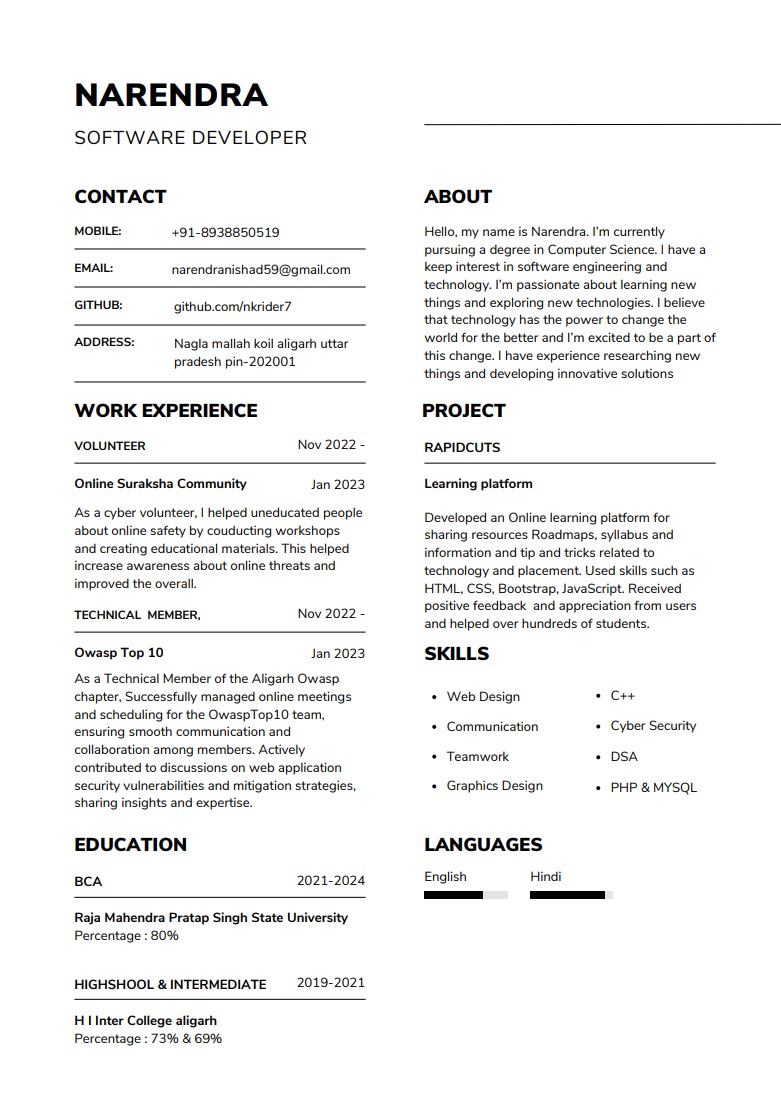 NARENDRA
SOFTWARE DEVELOPER
CONTACT
MOBILE: +91-8938850519
EMAIL: narendranishad59@gmail.com
GITHUB: github.com/nkrider7
ADDRESS: Nagla mallah koil aligarh uttar
pradesh pin-202001
WORK EXPERIENCE
VOLUNTEER Nov 2022 -
Online Suraksha Community Jan 2023
As a cyber volunteer, I helped uneducated people
about online safety by couducting workshops
and creating educational materials. This helped
increase awareness about online threats and
improved the overall.
TECHNICAL MEMBER, Nov 2022 -
Owasp Top 10 Jan 2023
As a Technical Member of the Aligarh Owasp
chapter, Successfully managed online meetings
and scheduling for the OwaspTop10 team,
ensuring smooth communication and
collaboration among members. Actively
contributed to discussions on web application
security vulnerabilities and mitigation strategies,
sharing insights and expertise.
EDUCATION
BCA 2021-2024
Raja Mahendra Pratap Singh State University
Percentage : 80%
HIGHSHOOL & INTERMEDIATE 2019-2021
H I Inter College aligarh
Percentage : 73% & 69%
ABOUT
Hello, my name is Narendra. I'm currently
pursuing a degree in Computer Science. I have a
keep interest in software engineering and
technology. I'm passionate about learning new
things and exploring new technologies. I believe
that technology has the power to change the
world for the better and I'm excited to be a part of
this change. I have experience researching new
things and developing innovative solutions
PROJECT
RAPIDCUTS
Learning platform
Developed an Online learning platform for
sharing resources Roadmaps, syllabus and
information and tip and tricks related to
technology and placement. Used skills such as
HTML, CSS, Bootstrap, JavaScript. Received
positive feedback and appreciation from users
and helped over hundreds of students.
SKILLS
• Web Design
• Communication
• Teamwork
• Graphics Design
• C++
• Cyber Security
• DSA
• PHP & MYSQL
LANGUAGES
English Hindi